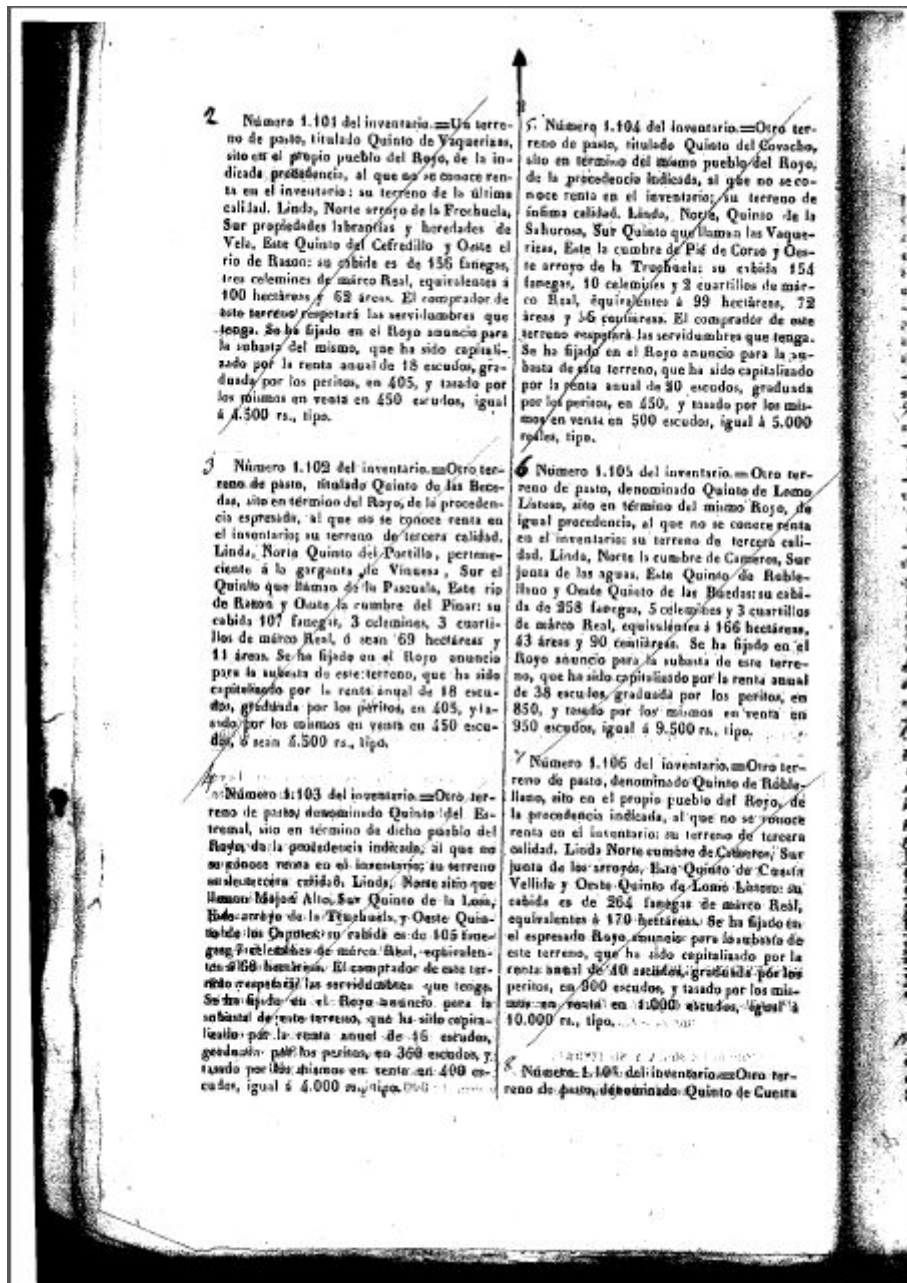 2
Número 1.101 del inventario.=Un terre-
no de pasto, titulado Quinto de Vaquerizas,
sito en el propio pueblo del Royo, de la in-
dicada procedencia, al que no se conoce ren-
ta en el inventario: su terreno de la última
calidad. Linda, Norte arroyo de la Frechuela,
Sur propiedades labrantías y heredades de
Vela, Este Quinto del Cefredillo y Oeste el
rio de Razon: su cabida es de 156 fanegas,
tres celemines de márco Real, equivalentes á
100 hectáreas y 62 áreas. El comprador de
este terreno respetará las servidumbres que
tenga. Se ha fijado en el Royo anuncio para
la subasta del mismo, que ha sido capitali-
zado por la renta anual de 18 escudos, gra-
duada por los peritos, en 405, y tasado por
los mismos en venta en 450 escudos, igual
á 4.500 rs., tipo.
3 Número 1.102 del inventario.=Otro ter-
reno de pasto, titulado Quinto de las Bece-
das, sito en término del Royo, de la proceden-
cia espresada, al que no se conoce renta en
el inventario; su terreno de tercera calidad.
Linda, Norte Quinto del Portillo, pertene-
ciente á la garganta de Vinuesa, Sur el
Quinto que llaman de la Pascuala, Este rio
de Razon y Oeste la cumbre del Pinar: su
cabida 107 fanegas, 3 celemines, 3 cuarti-
llos de márco Real, ó sean 69 hectáreas y
11 áreas. Se ha fijado en el Royo anuncio
para la subasta de este terreno, que ha sido
capitalizado por la renta anual de 18 escu-
dos, graduada por los peritos, en 405, y ta-
sado por los mismos en venta en 450 escu-
dos, ó sean 4.500 rs., tipo.
4
Número 1.103 del inventario.=Otro ter-
reno de pasto, denominado Quinto del Es-
tremal, sito en término de dicho pueblo del
Royo, de la procedencia indicada, al que no
se conoce renta en el inventario; su terreno
es de tercera calidad. Linda, Norte sitio que
llaman Majada Alto, Sur Quinto de la Losa,
Este arroyo de la Truchuela, y Oeste Quin-
to de los Capotes: su cabida es de 105 fane-
gas, 7 celemines de márco Real, equivalen-
tes á 68 hectáreas. El comprador de este ter-
reno respetará las servidumbres que tenga.
Se ha fijado en el Royo anuncio para la
subasta de este terreno, que ha sido capita-
lizado por la renta anual de 16 escudos,
graduada por los peritos, en 360 escudos, y
tasado por los mismos en venta en 400 es-
cudos, igual á 4.000 rs., tipo.
5. Número 1.104 del inventario.=Otro ter-
reno de pasto, titulado Quinto del Covacho,
sito en término del mismo pueblo del Royo,
de la procedencia indicada, al que no se co-
noce renta en el inventario; su terreno de
ínfima calidad. Linda, Norte, Quinto de la
Sahurosa, Sur Quinto que llaman las Vaque-
rizas, Este la cumbre de Pié de Corzo y Oes-
te arroyo de la Truchuela: su cabida 154
fanegas, 10 celemines y 2 cuartillos de már-
co Real, equivalentes á 99 hectáreas, 72
áreas y 56 centiáreas. El comprador de este
terreno respetará las servidumbres que tenga.
Se ha fijado en el Royo anuncio para la su-
basta de este terreno, que ha sido capitalizado
por la renta anual de 20 escudos, graduada
por los peritos, en 450, y tasado por los mis-
mos en venta en 500 escudos, igual á 5.000
reales, tipo.
6 Número 1.105 del inventario.=Otro ter-
reno de pasto, denominado Quinto de Lomo
Listoso, sito en término del mismo Royo, de
igual procedencia, al que no se conoce renta
en el inventario: su terreno de tercera cali-
dad. Linda, Norte la cumbre de Cameros, Sur
junta de las aguas, Este Quinto de Roble-
llano y Oeste Quinto de las Buedas: su cabi-
da de 258 fanegas, 5 celemines y 3 cuartillos
de márco Real, equivalentes á 166 hectáreas,
43 áreas y 90 centiáreas. Se ha fijado en el
Royo anuncio para la subasta de este terre-
no, que ha sido capitalizado por la renta anual
de 38 escudos, graduada por los peritos, en
850, y tasado por los mismos en venta en
950 escudos, igual á 9.500 rs., tipo.
7 Número 1.106 del inventario.=Otro ter-
reno de pasto, denominado Quinto de Roble-
llano, sito en el propio pueblo del Royo, de
la procedencia indicada, al que no se conoce
renta en el inventario: su terreno de tercera
calidad. Linda Norte cumbre de Cameros, Sur
junta de los arroyos, Este Quinto de Cuesta
Vellida y Oeste Quinto de Lomo Listoso: su
cabida es de 264 fanegas de márco Real,
equivalentes á 170 hectáreas. Se ha fijado en
el espresado Royo anuncio para la subasta de
este terreno, que ha sido capitalizado por la
renta anual de 40 escudos, graduada por los
peritos, en 900 escudos, y tasado por los mis-
mos en venta en 1.000 escudos, igual á
10.000 rs., tipo.
8 Número 1.107 del inventario.=Otro ter-
reno de pasto, denominado Quinto de Cuesta